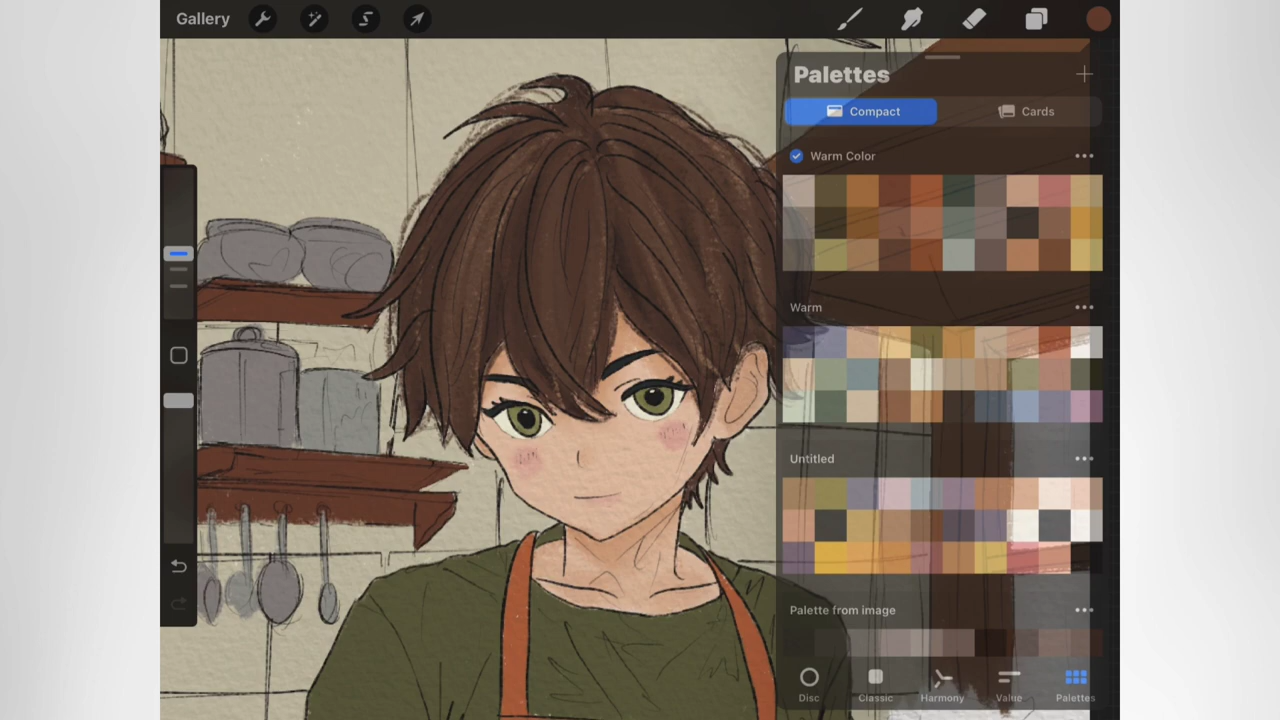 Gallery
Palettes
Compact
Cards
Warm Color
Warm
Untitled
Palette from image
Disc
Classic
Harmony
Value
Palettes